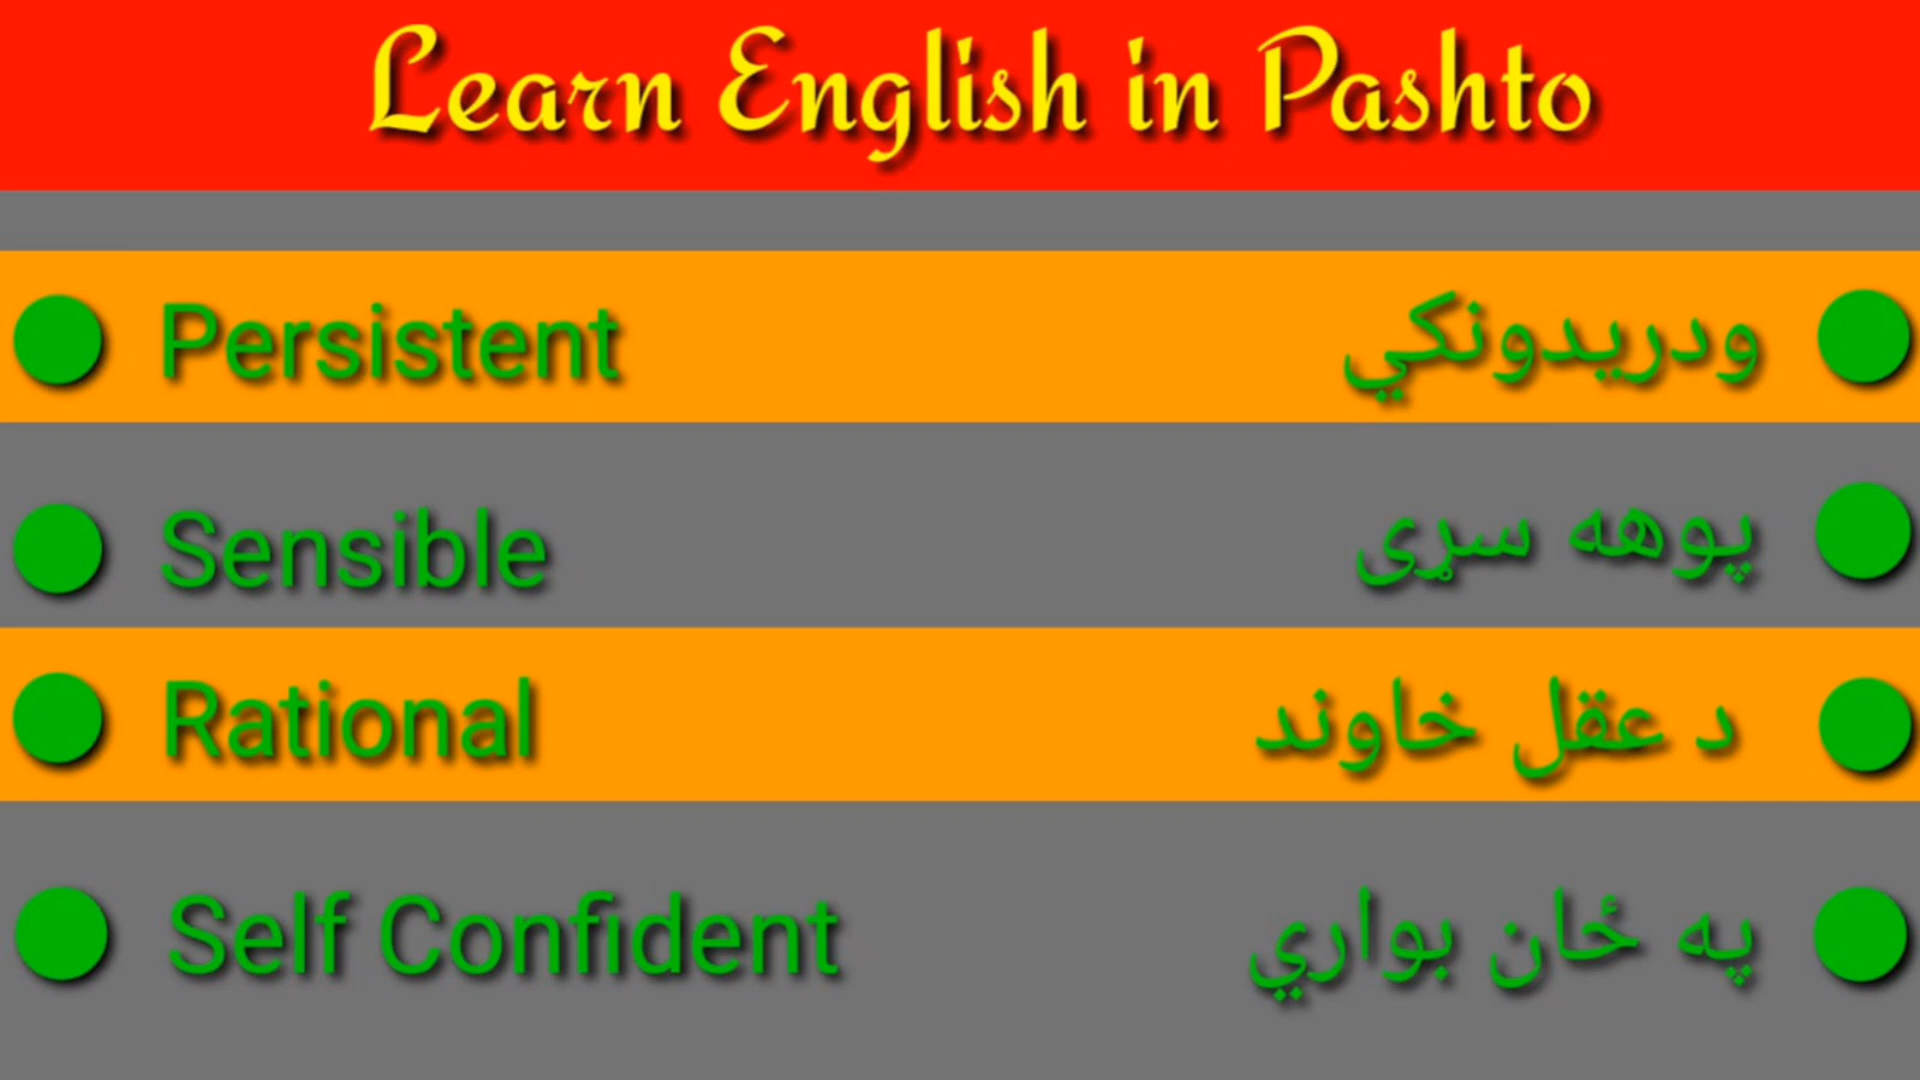 Learn English in Pashto
Persistent ودریدونکي
Sensible پوهه سړی
Rational د عقل خاوند
Self Confident په ځان بواري